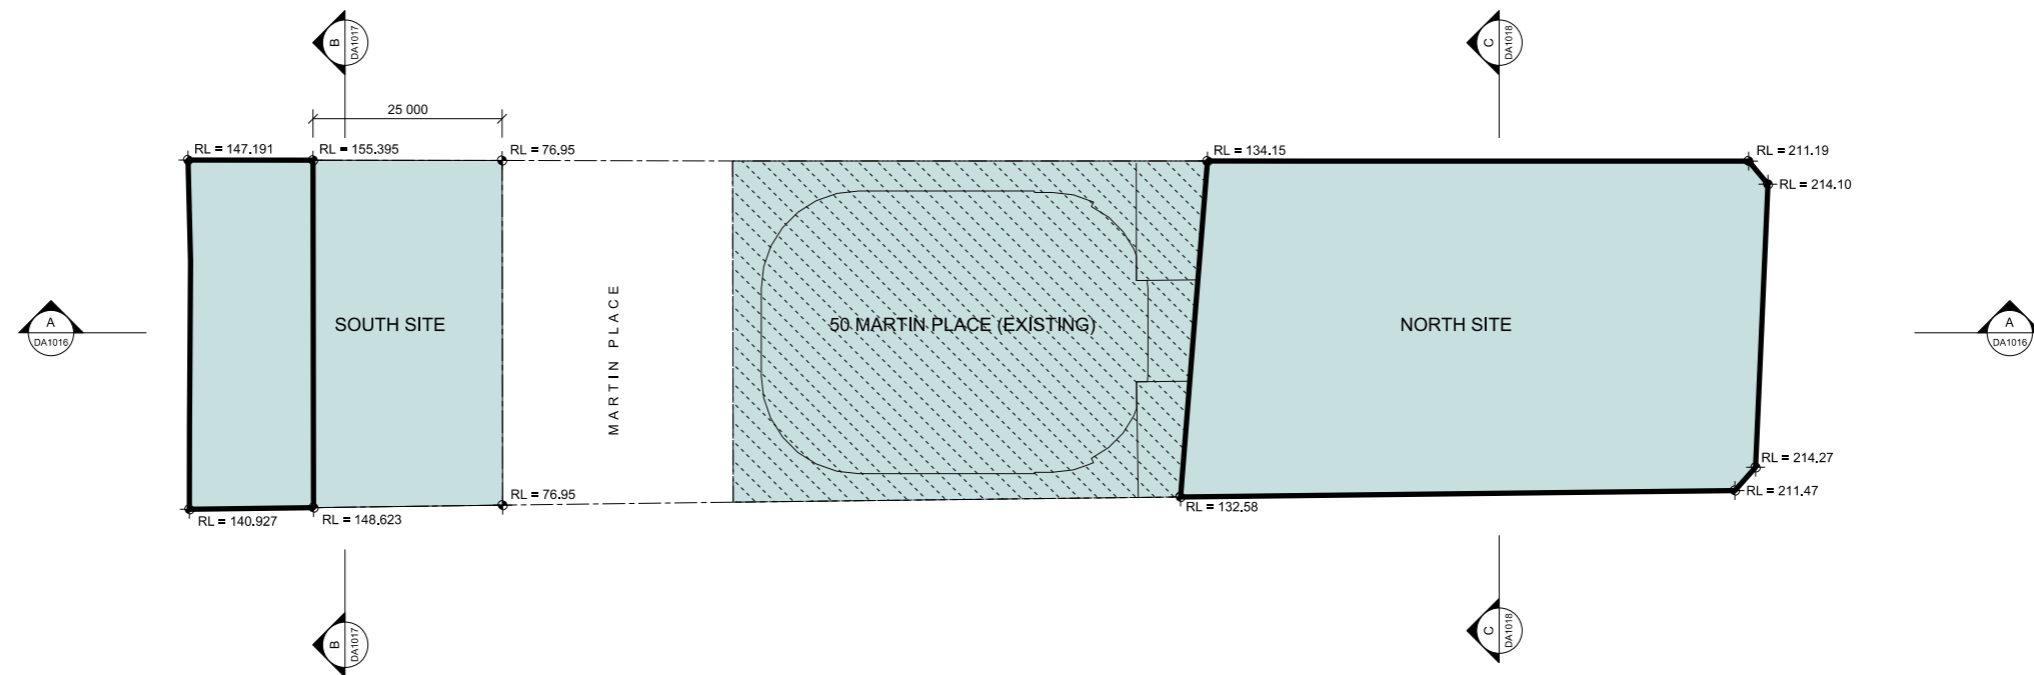 B
DA1017
C
DA1018
25 000
RL = 147.191
RL = 155.395
RL = 76.95
RL = 134.15
RL = 211.19
RL = 214.10
A
DA1016
SOUTH SITE
MARTIN PLACE
50 MARTIN PLACE (EXISTING)
NORTH SITE
A
DA1016
RL = 214.27
RL = 211.47
RL = 76.95
RL = 132.58
RL = 140.927
RL = 148.623
B
DA1017
C
DA1018